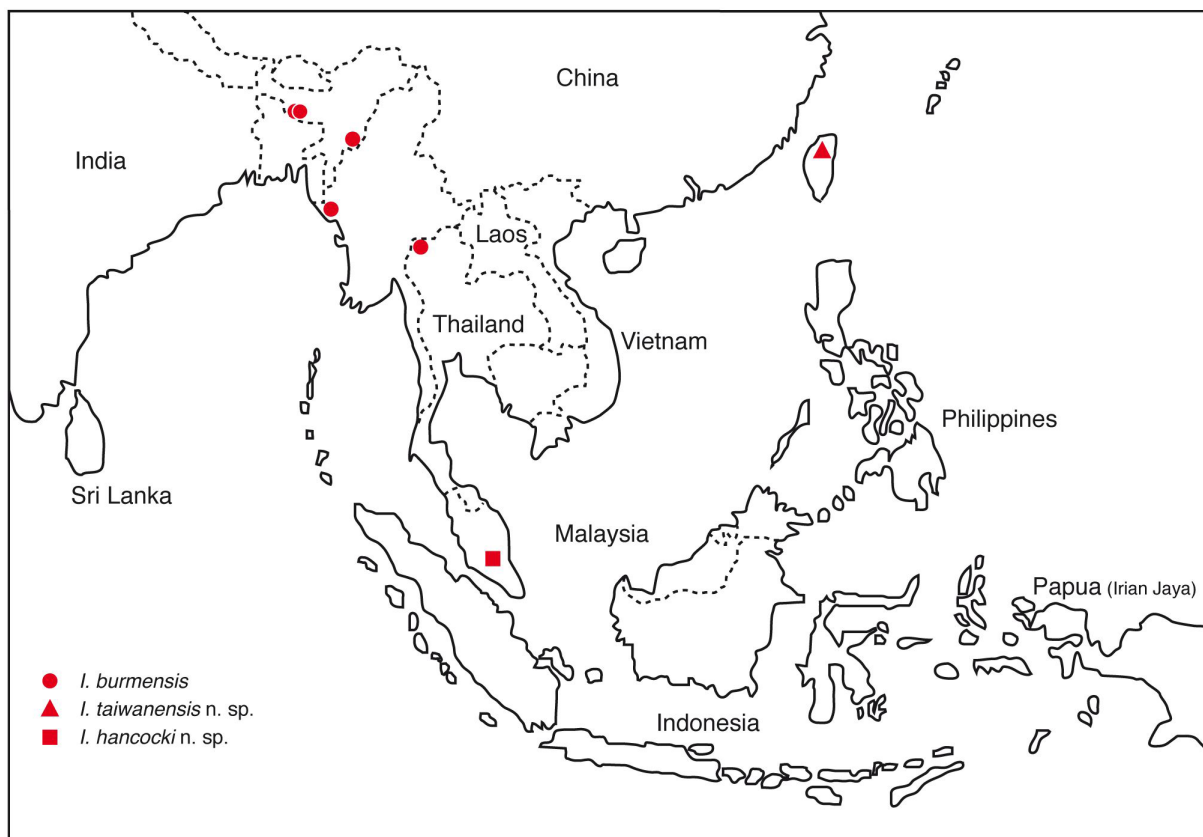 China
India
Laos
Thailand
Vietnam
Philippines
Sri Lanka
Malaysia
Papua (Irian Jaya)
I. burmensis
I. taiwanensis n. sp.
Indonesia
I. hancocki n. sp.